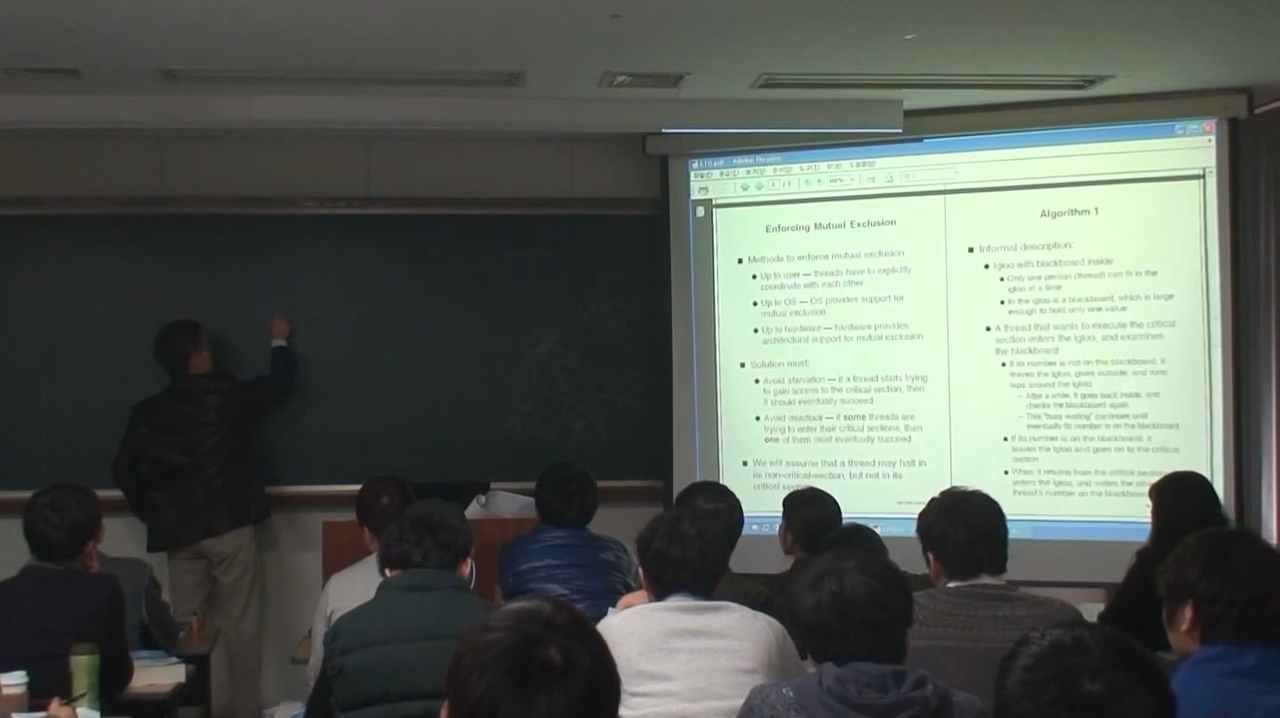 Adobe Reader
Enforcing Mutual Exclusion
Methods to enforce mutual exclusion
Up to user — threads have to explicitly
coordinate with each other
Up to OS — OS provides support for
mutual exclusion
Up to hardware — hardware provides
architectural support for mutual exclusion
Solution must:
Avoid starvation — if a thread starts trying
to gain access to the critical section, then
it should eventually succeed
Avoid deadlock — if some threads are
trying to enter their critical sections, then
one of them must eventually succeed
We will assume that a thread may halt in
its non-critical-section, but not in its
critical section
Algorithm 1
Informal description:
Igloo with blackboard inside
Only one person (thread) can fit in the
igloo at a time
In the igloo is a blackboard, which is large
enough to hold only one value
A thread that wants to execute the critical
section enters the igloo, and examines
the blackboard
If its number is not on the blackboard, it
leaves the igloo, goes outside, and runs
laps around the igloo
– After a while, it goes back inside, and
checks the blackboard again
– This "busy waiting" continues until
eventually its number is on the blackboard
If its number is on the blackboard, it
leaves the igloo and goes on to the critical
section
When it returns from the critical section
enters the igloo, and writes the other
thread's number on the blackboard